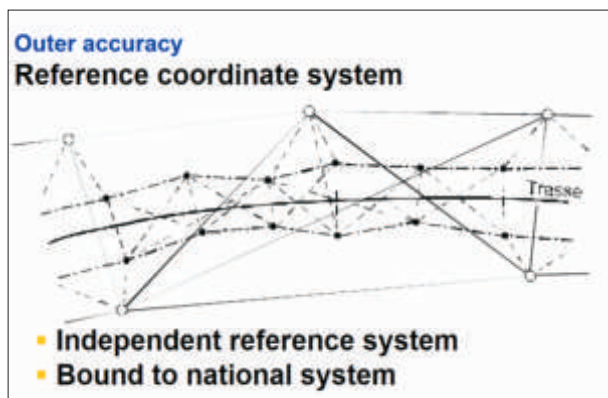 Outer accuracy
Reference coordinate system
Trasse
Independent reference system
Bound to national system